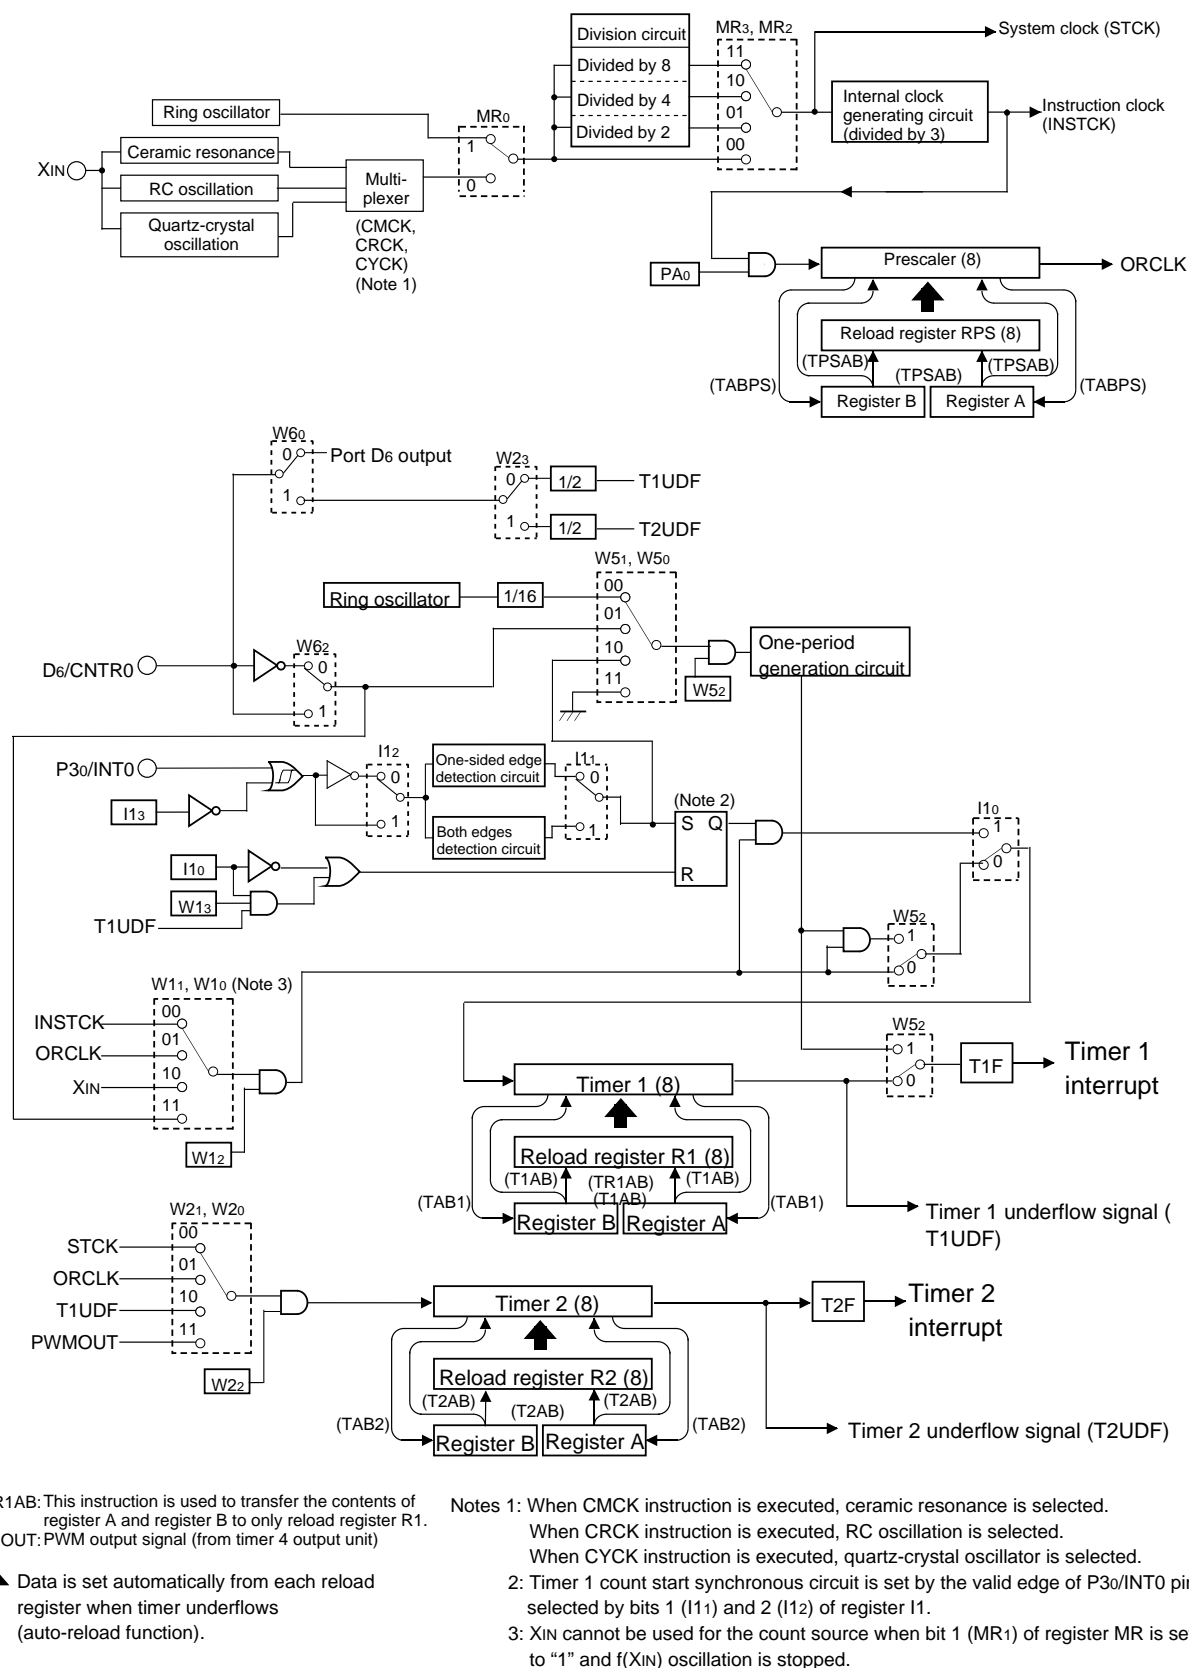 System clock (STCK)
Division circuit
MR3, MR2
11
Divided by 8
10
Divided by 4
01
Divided by 2
00
Internal clock
generating circuit
(divided by 3)
Instruction clock
(INSTCK)
Ring oscillator
MR0
1
0
XIN
Ceramic resonance
RC oscillation
Quartz-crystal
oscillation
Multi-
plexer
(CMCK,
CRCK,
CYCK)
(Note 1)
PA0
Prescaler (8)
ORCLK
Reload register RPS (8)
(TPSAB)
(TPSAB)
(TPSAB)
(TABPS)
(TABPS)
Register B
Register A
W60
0
Port D6 output
1
W23
0
1/2
T1UDF
1
1/2
T2UDF
W51, W50
00
01
10
11
Ring oscillator
1/16
One-period
generation circuit
W52
D6/CNTR0
W62
0
1
P30/INT0
I13
I12
0
1
One-sided edge
detection circuit
Both edges
detection circuit
I11
0
1
(Note 2)
S Q
R
I10
1
0
I10
W13
T1UDF
W52
1
0
W11, W10 (Note 3)
INSTCK
00
ORCLK
01
XIN
10
11
W12
W52
1
0
T1F
Timer 1
interrupt
Timer 1 (8)
Reload register R1 (8)
(T1AB)
(TR1AB)
(T1AB)
(T1AB)
(TAB1)
(TAB1)
Register B
Register A
Timer 1 underflow signal (
T1UDF)
W21, W20
STCK
00
ORCLK
01
T1UDF
10
PWMOUT
11
W22
Timer 2 (8)
T2F
Timer 2
interrupt
Reload register R2 (8)
(T2AB)
(T2AB)
(T2AB)
(TAB2)
(TAB2)
Register B
Register A
Timer 2 underflow signal (T2UDF)
R1AB: This instruction is used to transfer the contents of
register A and register B to only reload register R1.
OUT: PWM output signal (from timer 4 output unit)
Data is set automatically from each reload
register when timer underflows
(auto-reload function).
Notes 1: When CMCK instruction is executed, ceramic resonance is selected.
When CRCK instruction is executed, RC oscillation is selected.
When CYCK instruction is executed, quartz-crystal oscillator is selected.
2: Timer 1 count start synchronous circuit is set by the valid edge of P30/INT0 pin
selected by bits 1 (I11) and 2 (I12) of register I1.
3: XIN cannot be used for the count source when bit 1 (MR1) of register MR is se
to “1” and f(XIN) oscillation is stopped.